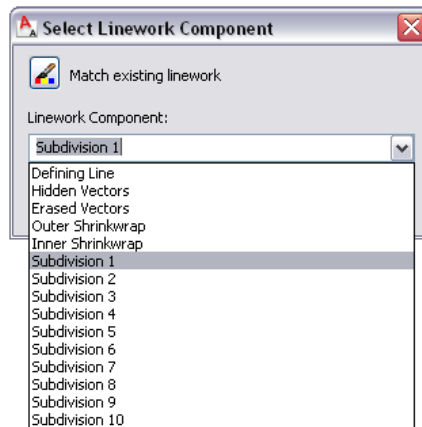 Select Linework Component
Match existing linework
Linework Component:
Subdivision 1
Defining Line
Hidden Vectors
Erased Vectors
Outer Shrinkwrap
Inner Shrinkwrap
Subdivision 1
Subdivision 2
Subdivision 3
Subdivision 4
Subdivision 5
Subdivision 6
Subdivision 7
Subdivision 8
Subdivision 9
Subdivision 10